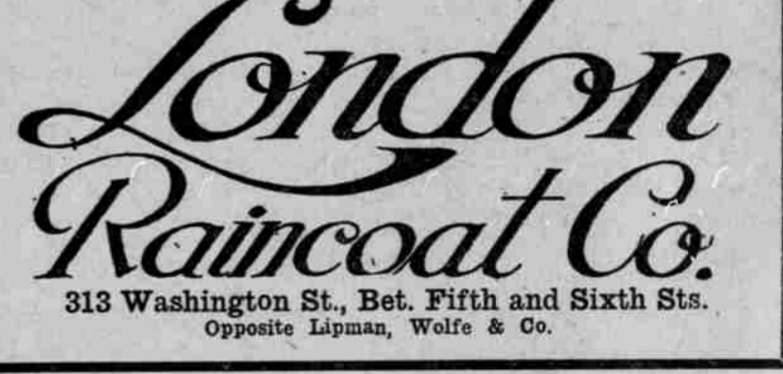 London
Raincoat Co.
313 Washington St., Bet. Fifth and Sixth Sts.
Opposite Lipman, Wolfe & Co.